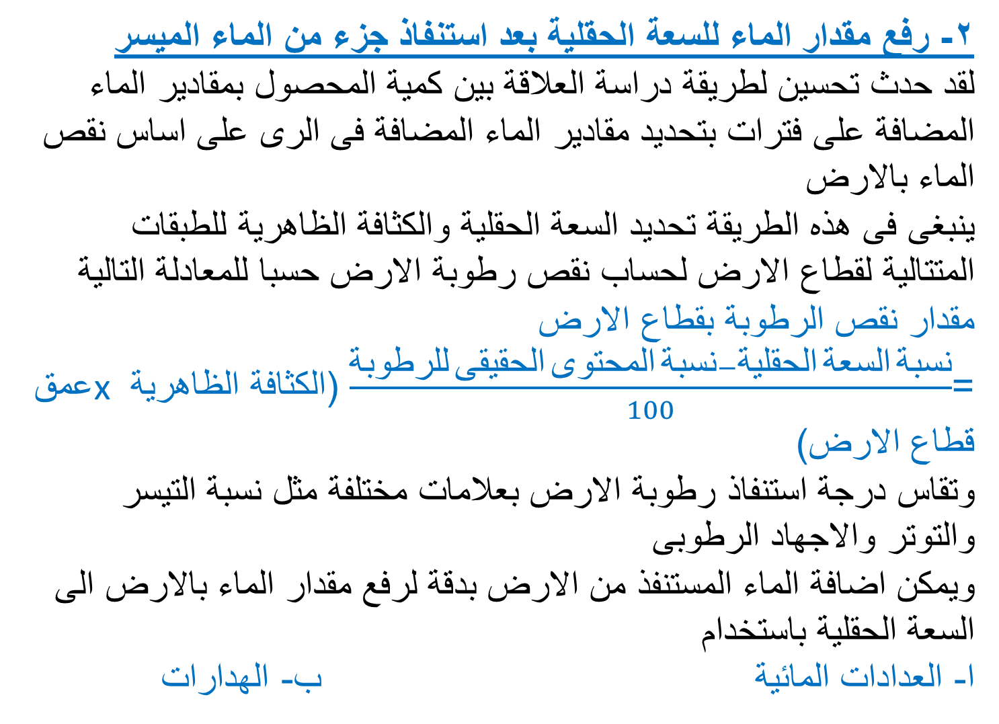 ٢- رفع مقدار الماء للسعة الحقلية بعد استنفاذ جزء من الماء الميسر
لقد حدث تحسين لطريقة دراسة العلاقة بين كمية المحصول بمقادير الماء
المضافة على فترات بتحديد مقادير الماء المضافة فى الرى على اساس نقص
الماء بالارض
ينبغى فى هذه الطريقة تحديد السعة الحقلية والكثافة الظاهرية للطبقات
المتتالية لقطاع الارض لحساب نقص رطوبة الارض حسبا للمعادلة التالية
مقدار نقص الرطوبة بقطاع الارض
= نسبة السعة الحقلية–نسبة المحتوى الحقيقى للرطوبة (الكثافة الظاهرية x عمق
100
قطاع الارض)
وتقاس درجة استنفاذ رطوبة الارض بعلامات مختلفة مثل نسبة التيسر
والتوتر والاجهاد الرطوبى
ويمكن اضافة الماء المستنفذ من الارض بدقة لرفع مقدار الماء بالارض الى
السعة الحقلية باستخدام
ا- العدادات المائية ب- الهدارات